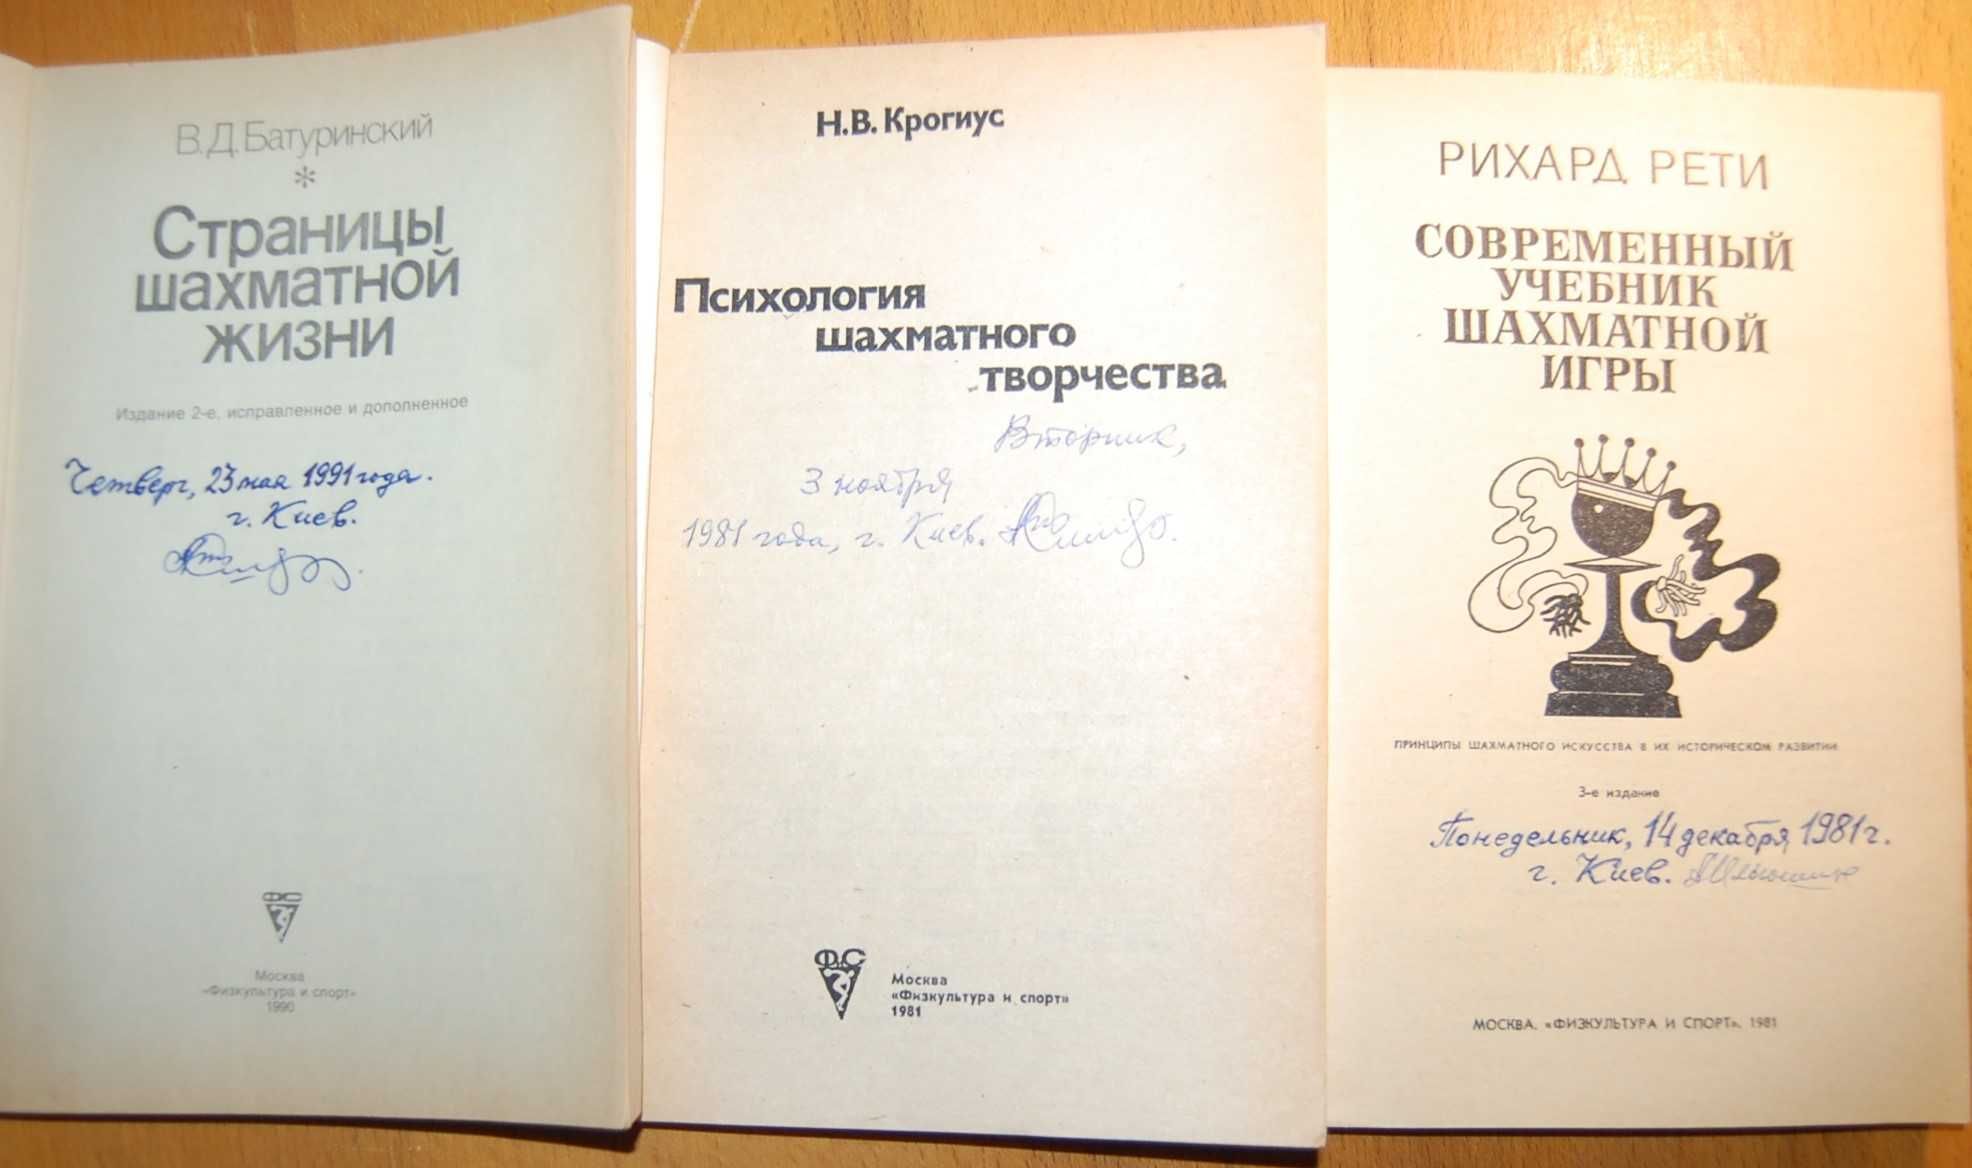 В.Д.Батуринский
*
Страницы
шахматной
жизни
Издание 2-е, исправленное и дополненное
Четверг, 23 мая 1991 года.
г. Киев.
ФС
Москва
«Физкультура и спорт»
1990
Н.В.Крогиус
Психология
шахматного
творчества
Вторник,
3 ноября
1981 года, г. Киев.
ФиС
Москва
«Физкультура и спорт»
1981
РИХАРД РЕТИ
СОВРЕМЕННЫЙ
УЧЕБНИК
ШАХМАТНОЙ
ИГРЫ
ПРИНЦИПЫ ШАХМАТНОГО ИСКУССТВА В ИХ ИСТОРИЧЕСКОМ РАЗВИТИИ
3-е издание
Понедельник, 14 декабря 1981 г.
г. Киев.
МОСКВА. «ФИЗКУЛЬТУРА И СПОРТ». 1981